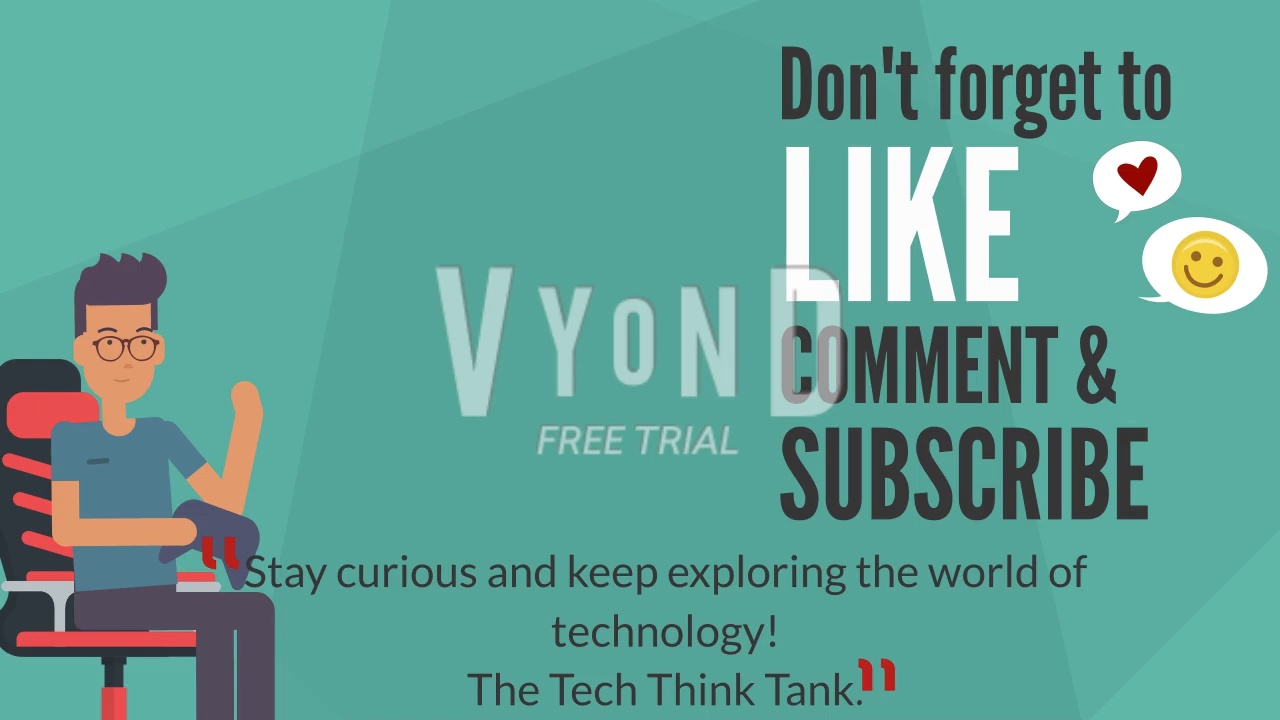 Don't forget to
LIKE
COMMENT &
SUBSCRIBE
VYOND
FREE TRIAL
"Stay curious and keep exploring the world of
technology!
The Tech Think Tank."